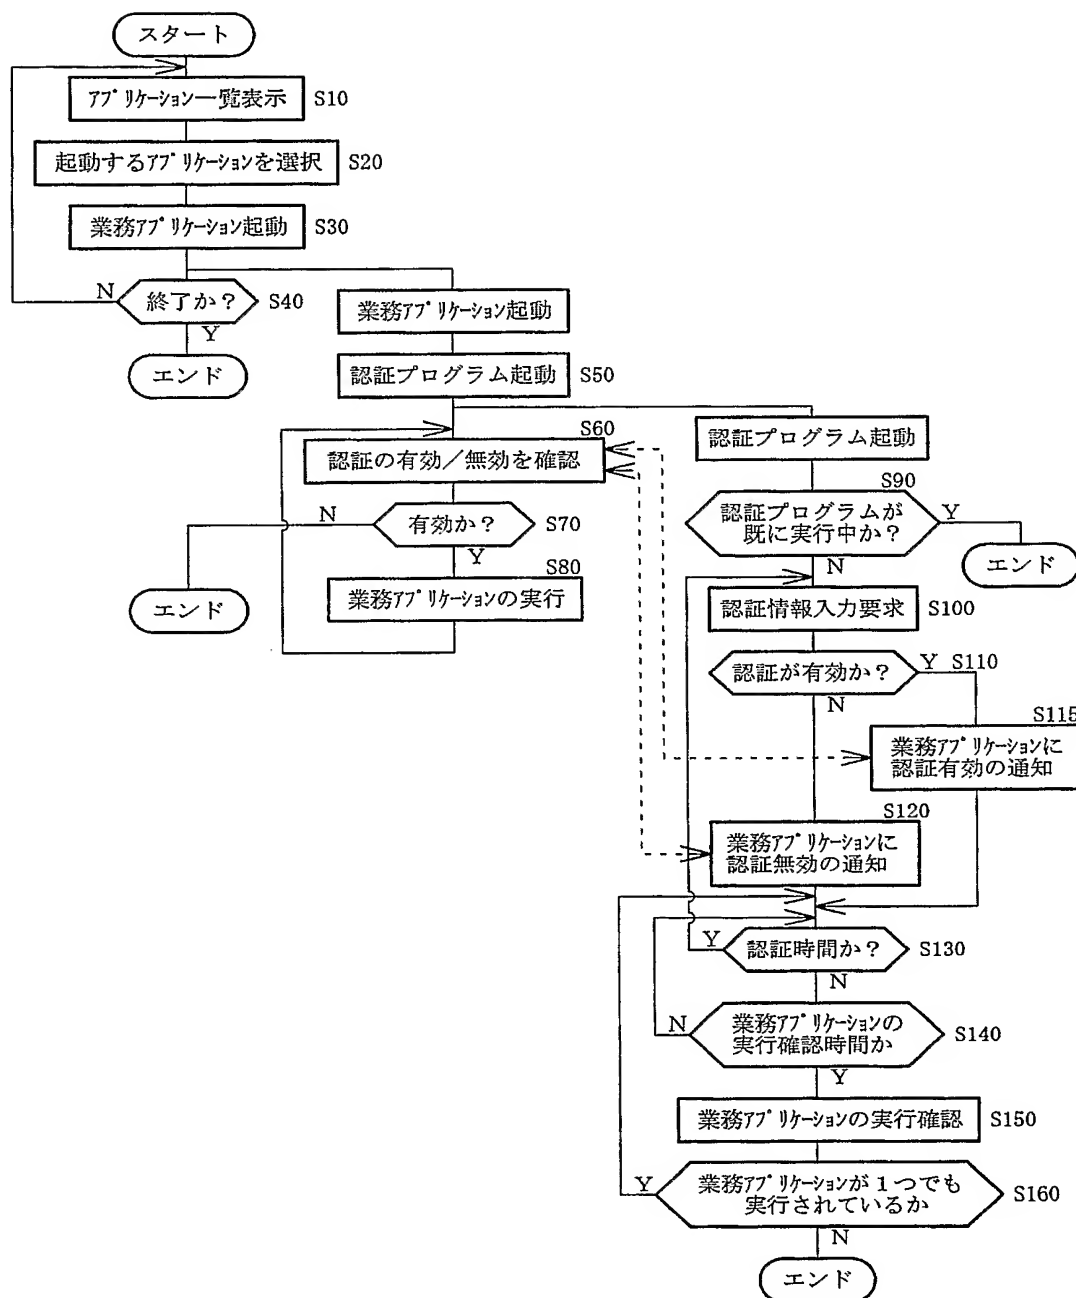 スタート
アプリケーション一覧表示 S10
起動するアプリケーションを選択 S20
業務アプリケーション起動 S30
N 終了か？ S40
Y
エンド
業務アプリケーション起動
認証プログラム起動 S50
S60
認証の有効／無効を確認
N 有効か？ S70
Y
S80
業務アプリケーションの実行
エンド
認証プログラム起動
S90
認証プログラムが
既に実行中か？
Y
エンド
N
認証情報入力要求 S100
認証が有効か？ Y S110
N
S115
業務アプリケーションに
認証有効の通知
S120
業務アプリケーションに
認証無効の通知
Y 認証時間か？ S130
N
業務アプリケーションの
実行確認時間か
N S140
Y
業務アプリケーションの実行確認 S150
業務アプリケーションが１つでも
実行されているか
Y S160
N
エンド